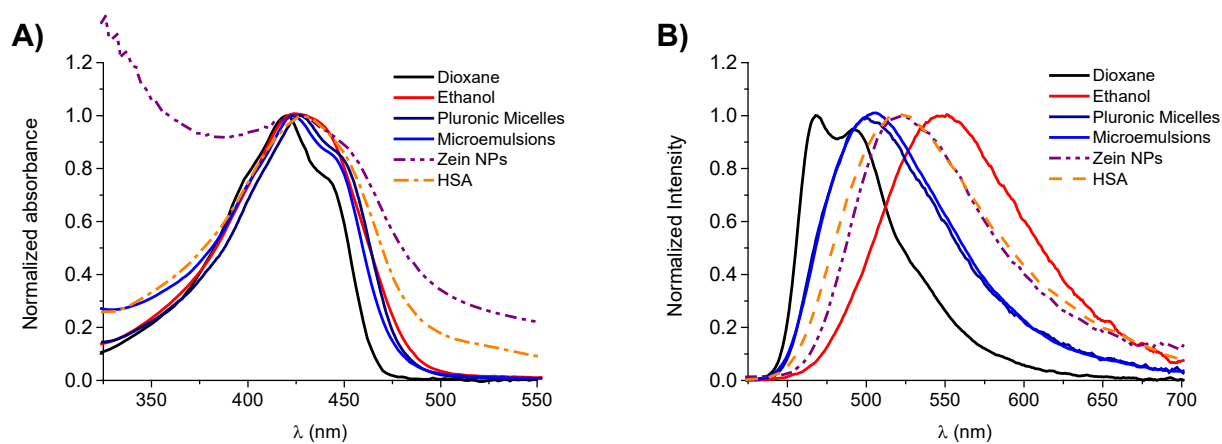 A)
Normalized absorbance
1.2
1.0
0.8
0.6
0.4
0.2
0.0
350
400
450
500
550
λ (nm)
Dioxane
Ethanol
Pluronic Micelles
Microemulsions
Zein NPs
HSA
B)
Normalized Intensity
1.2
1.0
0.8
0.6
0.4
0.2
0.0
450
500
550
600
650
700
λ (nm)
Dioxane
Ethanol
Pluronic Micelles
Microemulsions
Zein NPs
HSA